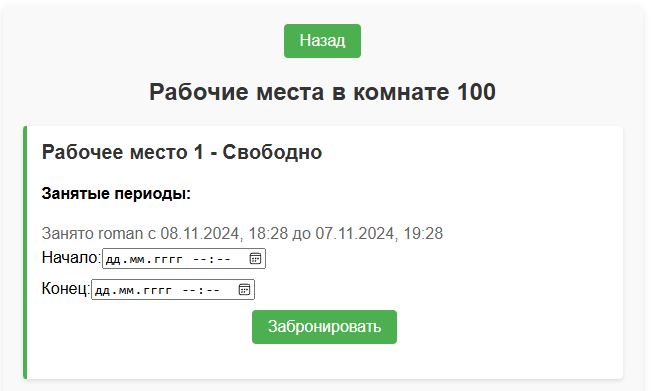 Назад
Рабочие места в комнате 100
Рабочее место 1 - Свободно
Занятые периоды:
Занято roman с 08.11.2024, 18:28 до 07.11.2024, 19:28
Начало: дд.мм.гггг --:--
Конец: дд.мм.гггг --:--
Забронировать